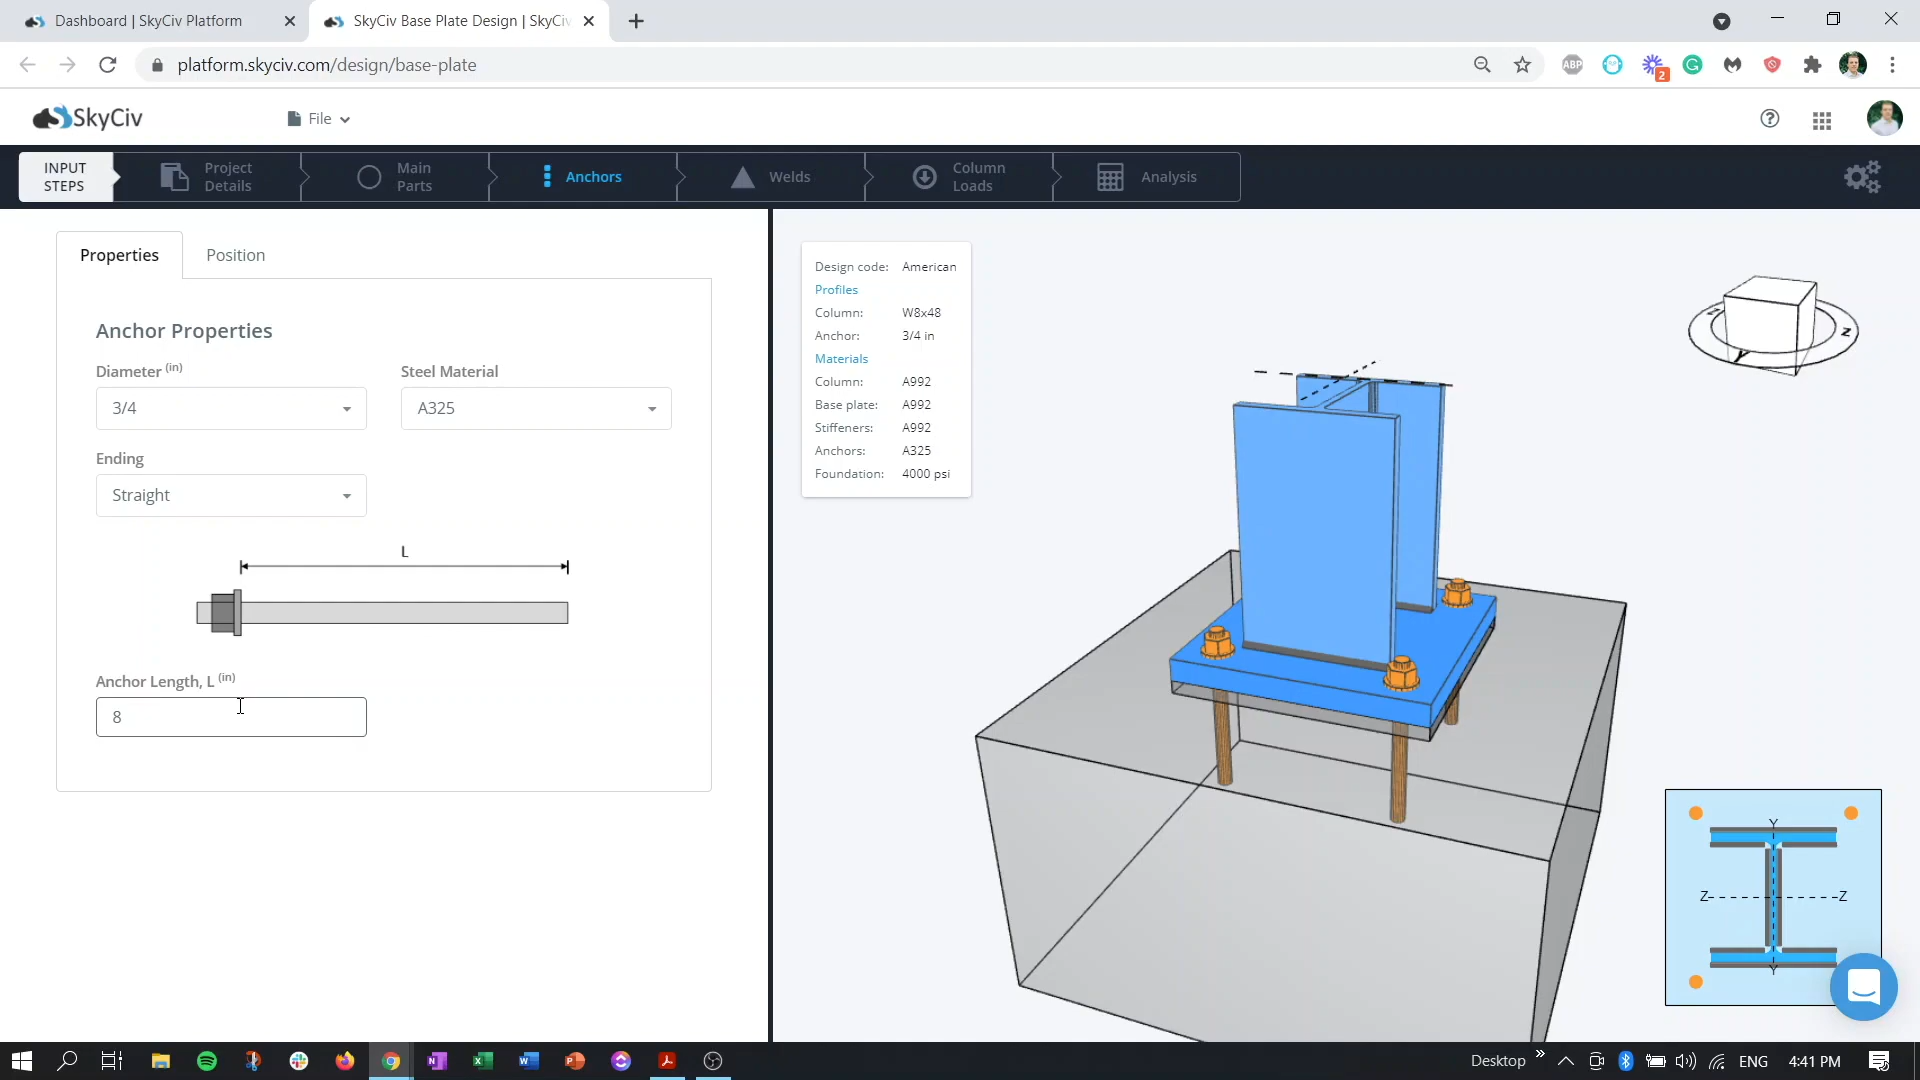 Dashboard | SkyCiv Platform
SkyCiv Base Plate Design | SkyCiv
platform.skyciv.com/design/base-plate
ABP
2
SkyCiv
File
INPUT
STEPS
Project
Details
Main
Parts
Anchors
Welds
Column
Loads
Analysis
Properties
Position
Anchor Properties
Diameter (in)
Steel Material
3/4
A325
Ending
Straight
L
Anchor Length, L (in)
8
Design code: American
Profiles
Column: W8x48
Anchor: 3/4 in
Materials
Column: A992
Base plate: A992
Stiffeners: A992
Anchors: A325
Foundation: 4000 psi
Y
Z
Z
Y
Desktop
ENG
4:41 PM